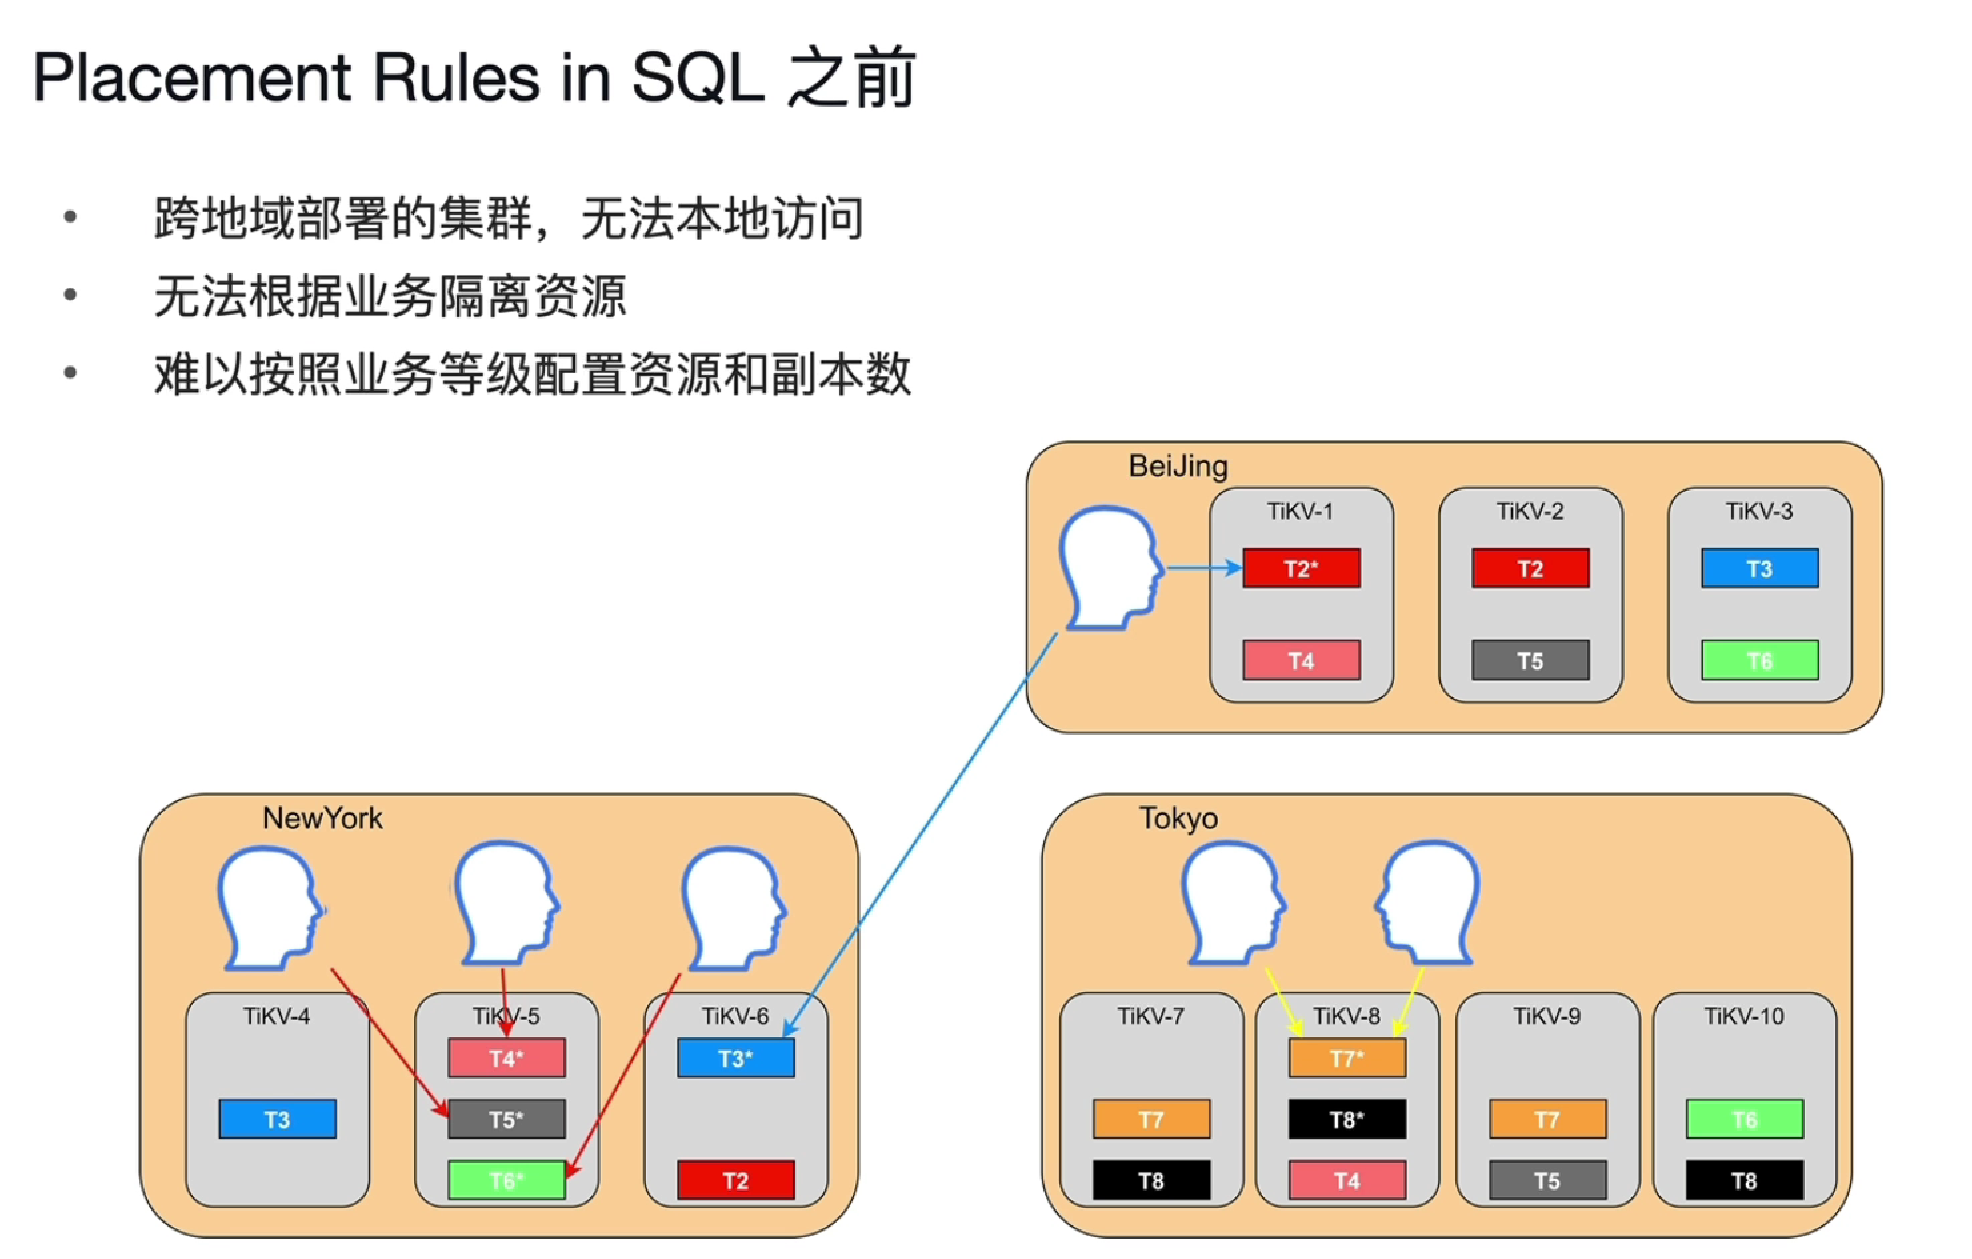 Placement Rules in SQL 之前
• 跨地域部署的集群，无法本地访问
• 无法根据业务隔离资源
• 难以按照业务等级配置资源和副本数
BeiJing
TiKV-1 TiKV-2 TiKV-3
T2* T2 T3
T4 T5 T6
NewYork
TiKV-4 TiKV-5 TiKV-6
T4* T3*
T3 T5*
T6* T2
Tokyo
TiKV-7 TiKV-8 TiKV-9 TiKV-10
T7*
T7 T8* T7 T6
T8 T4 T5 T8